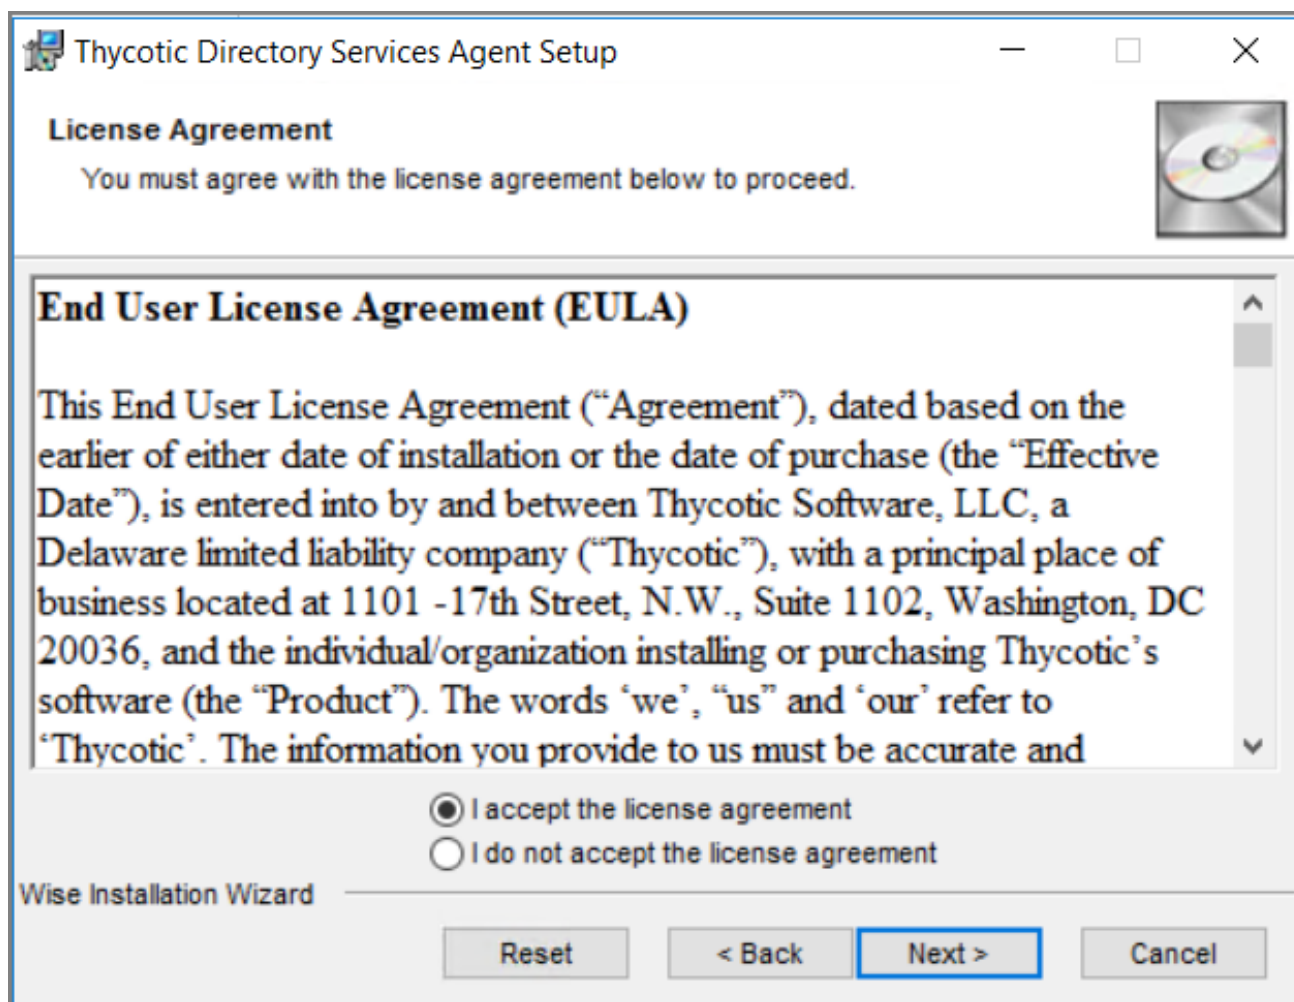 Thycotic Directory Services Agent Setup
License Agreement
You must agree with the license agreement below to proceed.
End User License Agreement (EULA)
This End User License Agreement (“Agreement”), dated based on the
earlier of either date of installation or the date of purchase (the “Effective
Date”), is entered into by and between Thycotic Software, LLC, a
Delaware limited liability company (“Thycotic”), with a principal place of
business located at 1101 -17th Street, N.W., Suite 1102, Washington, DC
20036, and the individual/organization installing or purchasing Thycotic’s
software (the “Product”). The words ‘we’, “us” and ‘our’ refer to
‘Thycotic’. The information you provide to us must be accurate and
I accept the license agreement
I do not accept the license agreement
Wise Installation Wizard
Reset
< Back
Next >
Cancel